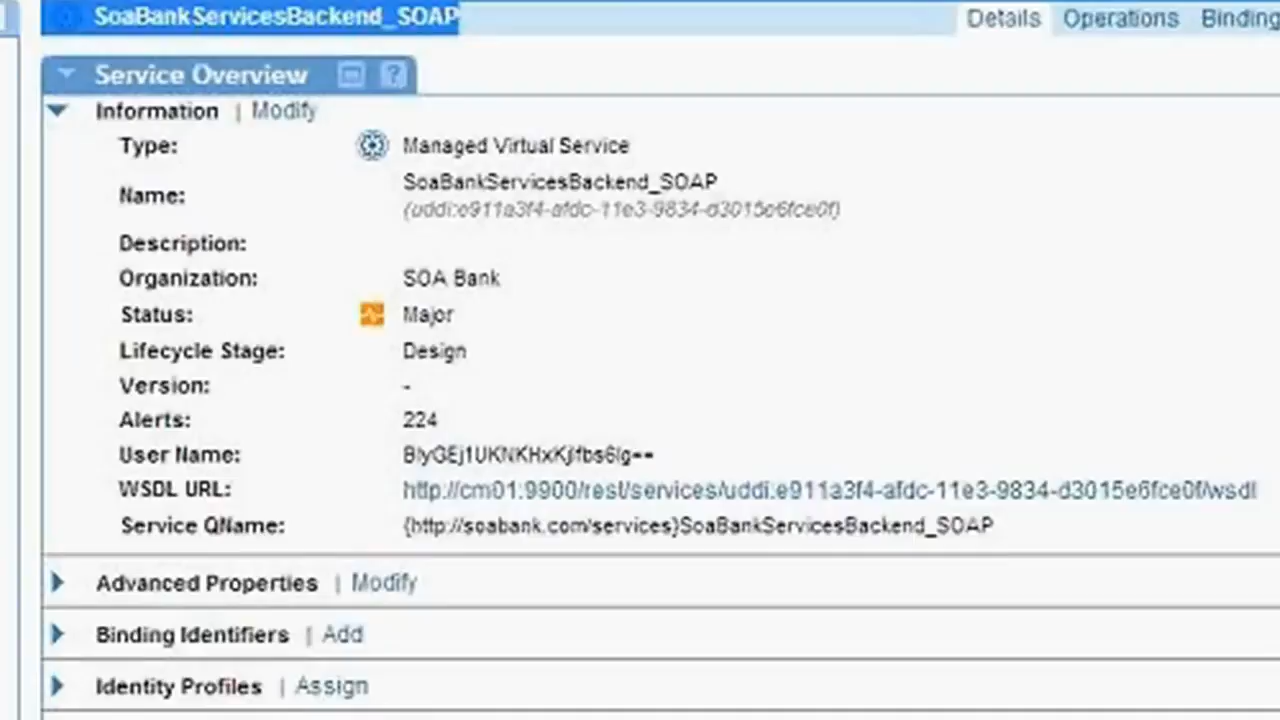 SoaBankServicesBackend_SOAP
Details Operations Binding
Service Overview
Information | Modify
Type: Managed Virtual Service
Name: SoaBankServicesBackend_SOAP
(uddi:e911a3f4-afdc-11e3-9834-d3015e6fce0f)
Description:
Organization: SOA Bank
Status: Major
Lifecycle Stage: Design
Version: -
Alerts: 224
User Name:
WSDL URL: http://cm01:9900/rest/services/uddi:e911a3f4-afdc-11e3-9834-d3015e6fce0f/wsdl
Service QName: {http://soabank.com/services}SoaBankServicesBackend_SOAP
Advanced Properties | Modify
Binding Identifiers | Add
Identity Profiles | Assign